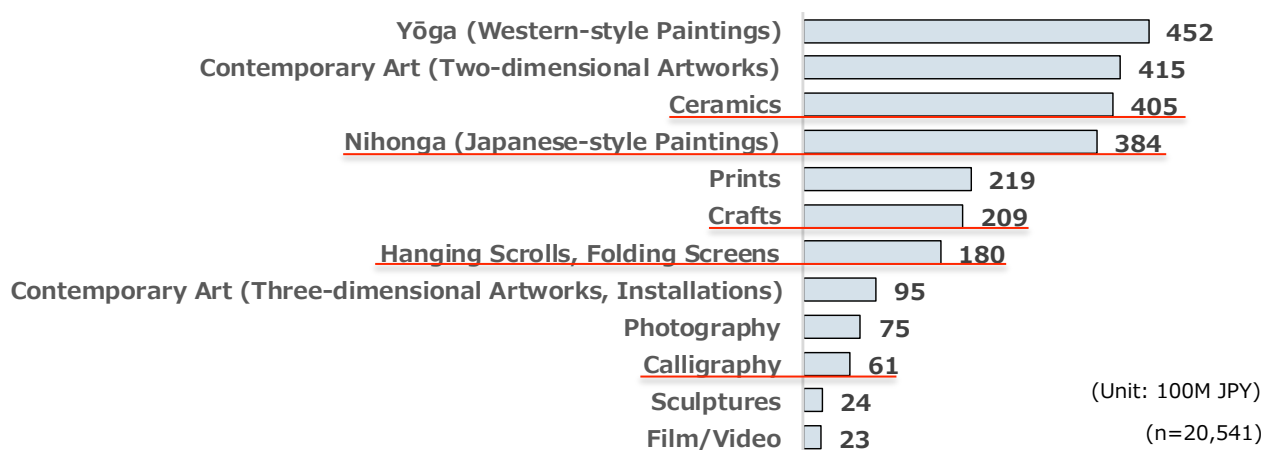 Yōga (Western-style Paintings) 452
Contemporary Art (Two-dimensional Artworks) 415
Ceramics 405
Nihonga (Japanese-style Paintings) 384
Prints 219
Crafts 209
Hanging Scrolls, Folding Screens 180
Contemporary Art (Three-dimensional Artworks, Installations) 95
Photography 75
Calligraphy 61
(Unit: 100M JPY)
Sculptures 24
Film/Video 23
(n=20,541)